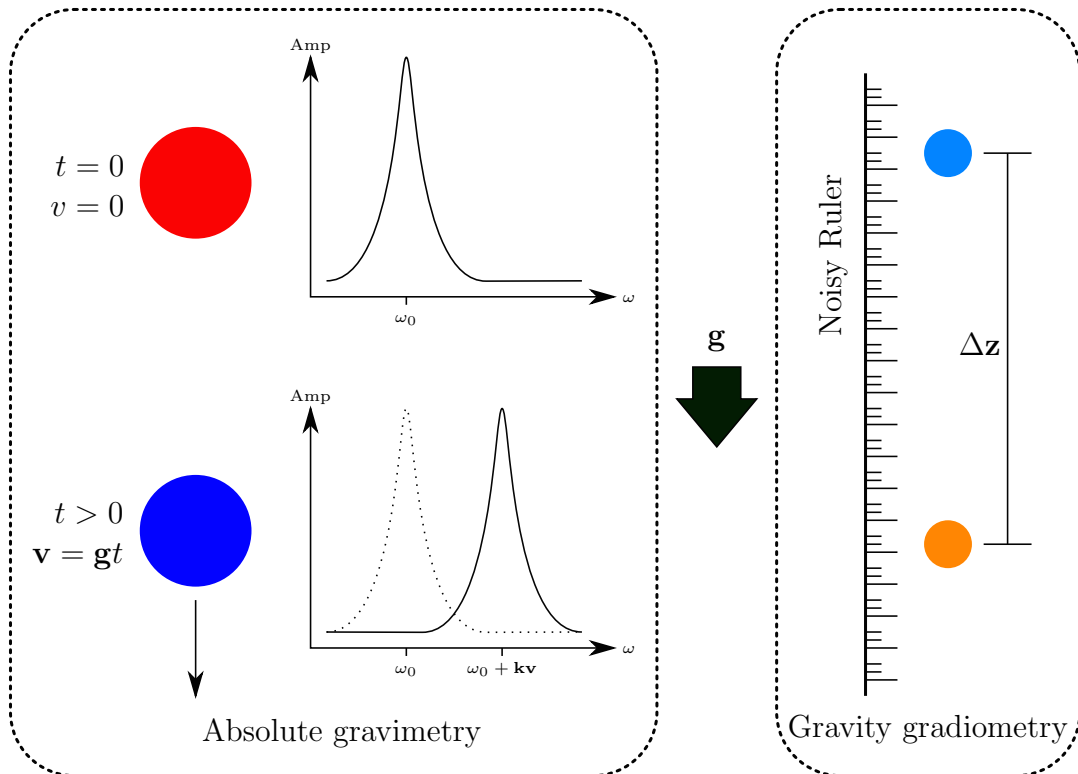 Amp
t = 0
v = 0
ω
ω₀
Amp
t > 0
𝐯 = 𝐠t
ω
ω₀
ω₀ + 𝐤𝐯
Absolute gravimetry
𝐠
Noisy Ruler
Δ𝐳
Gravity gradiometry